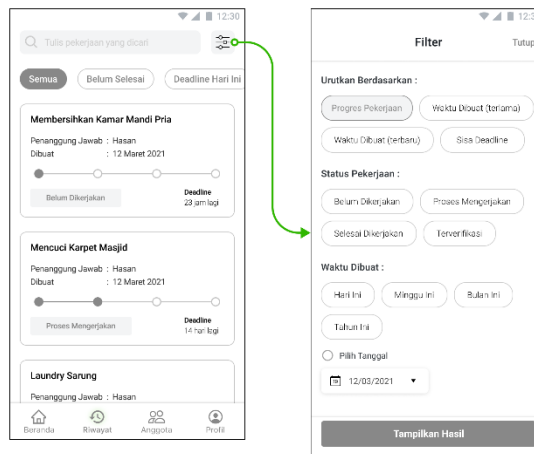 12:30
Tulis pekerjaan yang dicari
Semua
Belum Selesai
Deadline Hari Ini
Membersihkan Kamar Mandi Pria
Penanggung Jawab : Hasan
Dibuat : 12 Maret 2021
Belum Dikerjakan
Deadline
23 jam lagi
Mencuci Karpet Masjid
Penanggung Jawab : Hasan
Dibuat : 12 Maret 2021
Proses Mengerjakan
Deadline
14 hari lagi
Laundry Sarung
Penanggung Jawab : Hasan
Beranda
Riwayat
Anggota
Profil
Filter
Tutup
Urutkan Berdasarkan :
Progres Pekerjaan
Waktu Dibuat (terlama)
Waktu Dibuat (terbaru)
Sisa Deadline
Status Pekerjaan :
Belum Dikerjakan
Proses Mengerjakan
Selesai Dikerjakan
Terverifikasi
Waktu Dibuat :
Hari Ini
Minggu Ini
Bulan Ini
Tahun Ini
Pilih Tanggal
12/03/2021
Tampilkan Hasil